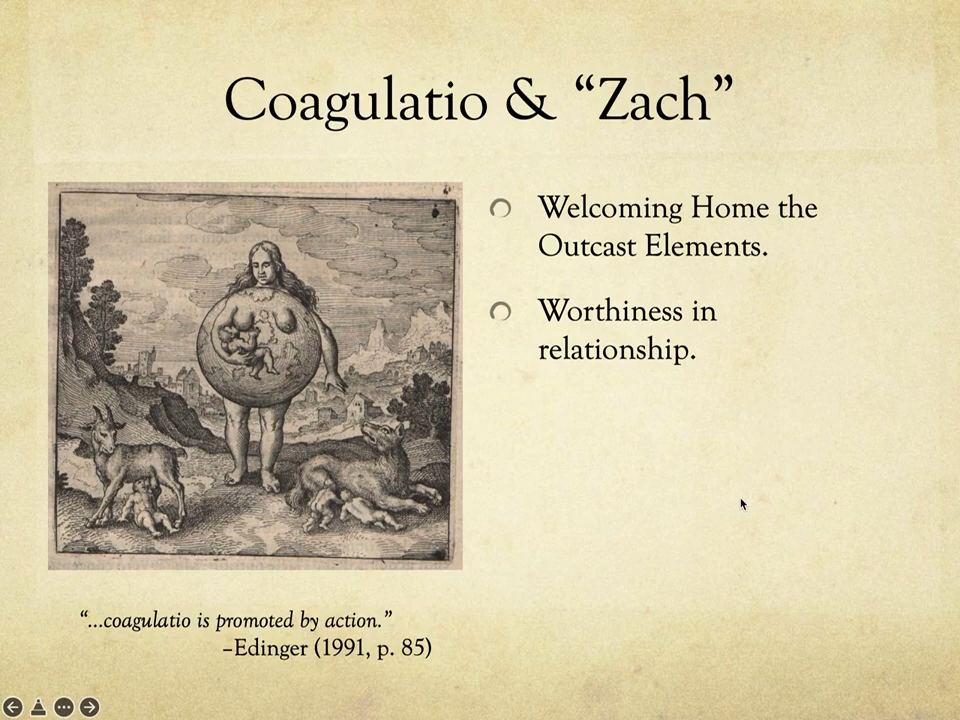 Coagulatio & “Zach”
Welcoming Home the
Outcast Elements.
Worthiness in
relationship.
“…coagulatio is promoted by action.”
–Edinger (1991, p. 85)